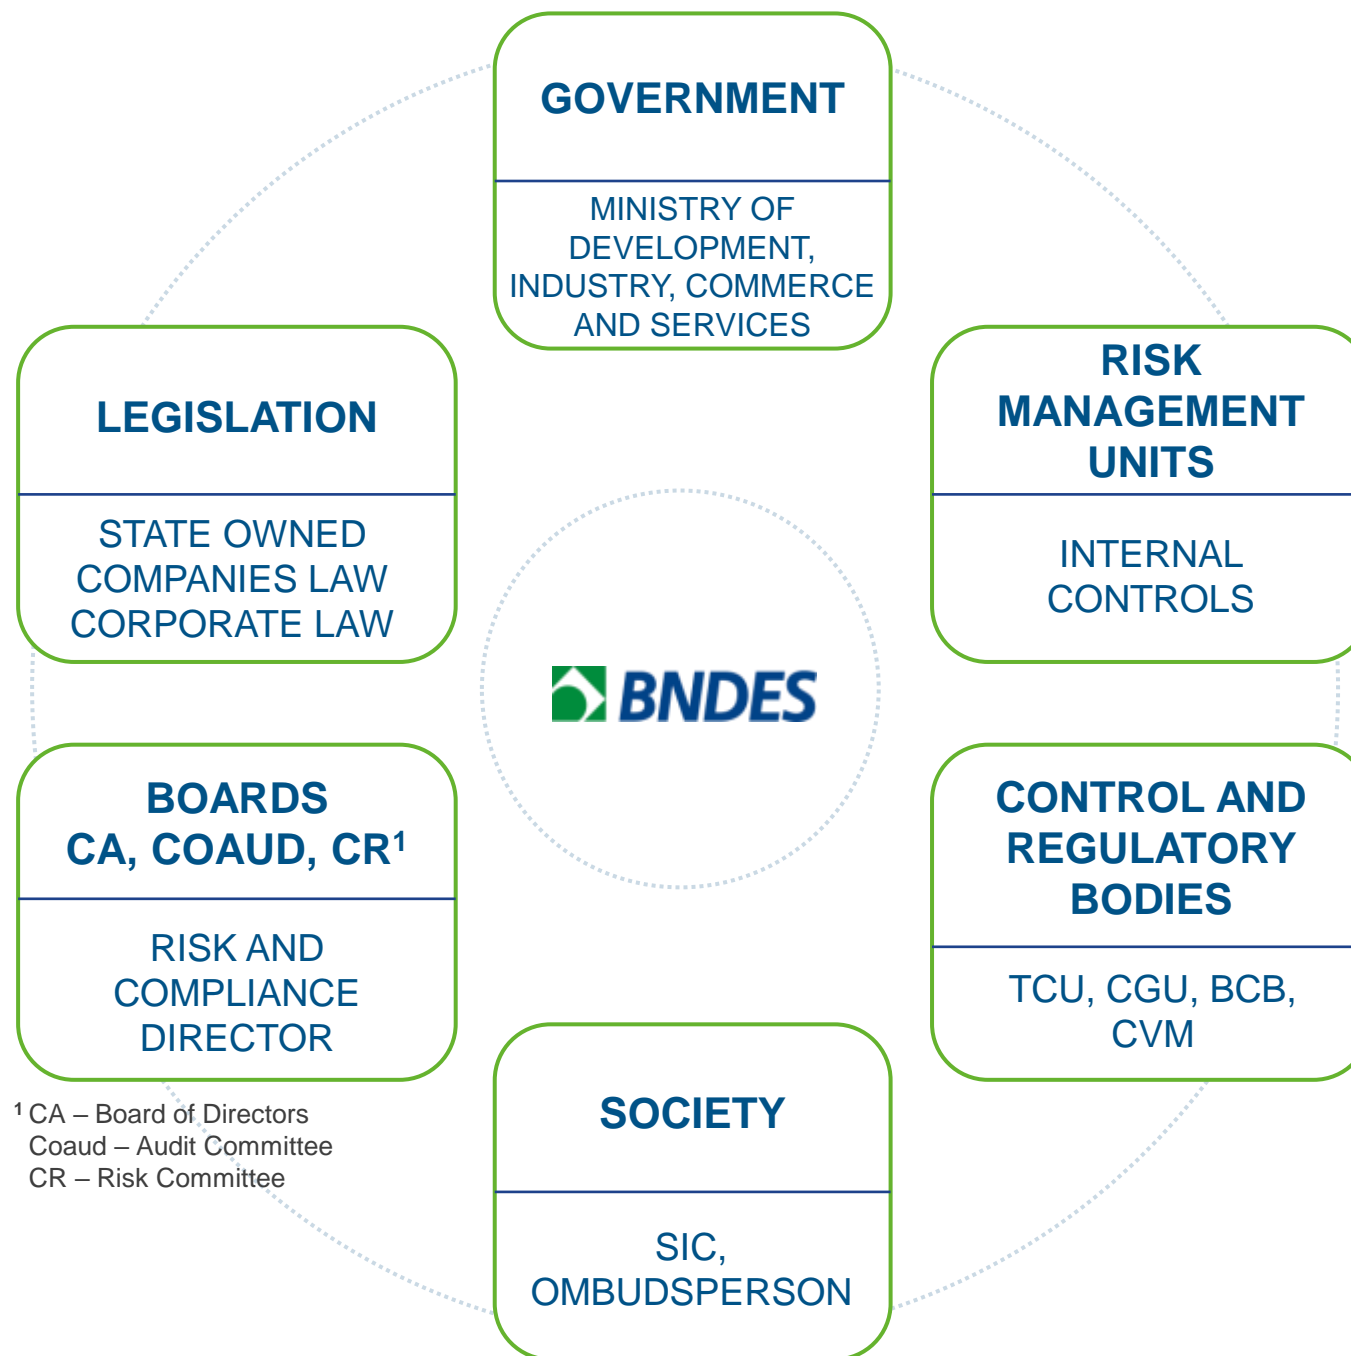 GOVERNMENT
MINISTRY OF
DEVELOPMENT,
INDUSTRY, COMMERCE
AND SERVICES
LEGISLATION
STATE OWNED
COMPANIES LAW
CORPORATE LAW
RISK
MANAGEMENT
UNITS
INTERNAL
CONTROLS
BNDES
BOARDS
CA, COAUD, CR¹
RISK AND
COMPLIANCE
DIRECTOR
CONTROL AND
REGULATORY
BODIES
TCU, CGU, BCB,
CVM
¹ CA – Board of Directors
Coaud – Audit Committee
CR – Risk Committee
SOCIETY
SIC,
OMBUDSPERSON